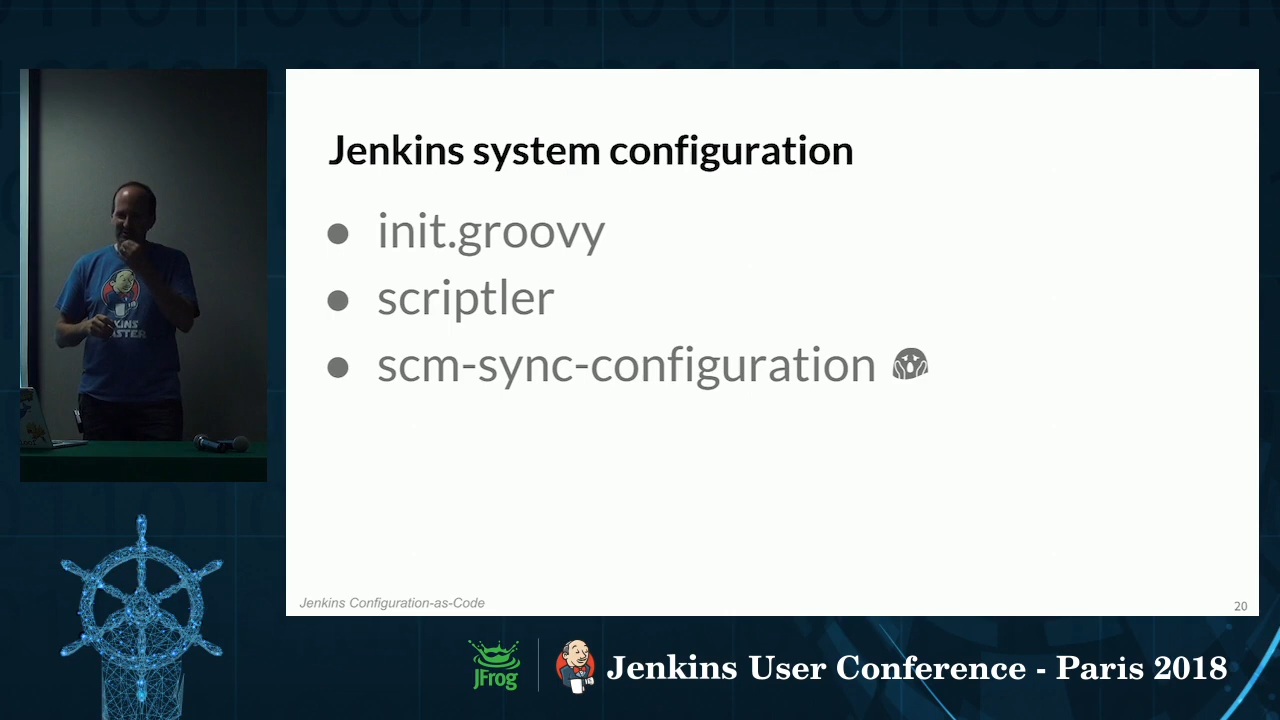 Jenkins system configuration
● init.groovy
● scriptler
● scm-sync-configuration 😱
Jenkins Configuration-as-Code
20
JFrog
Jenkins User Conference - Paris 2018